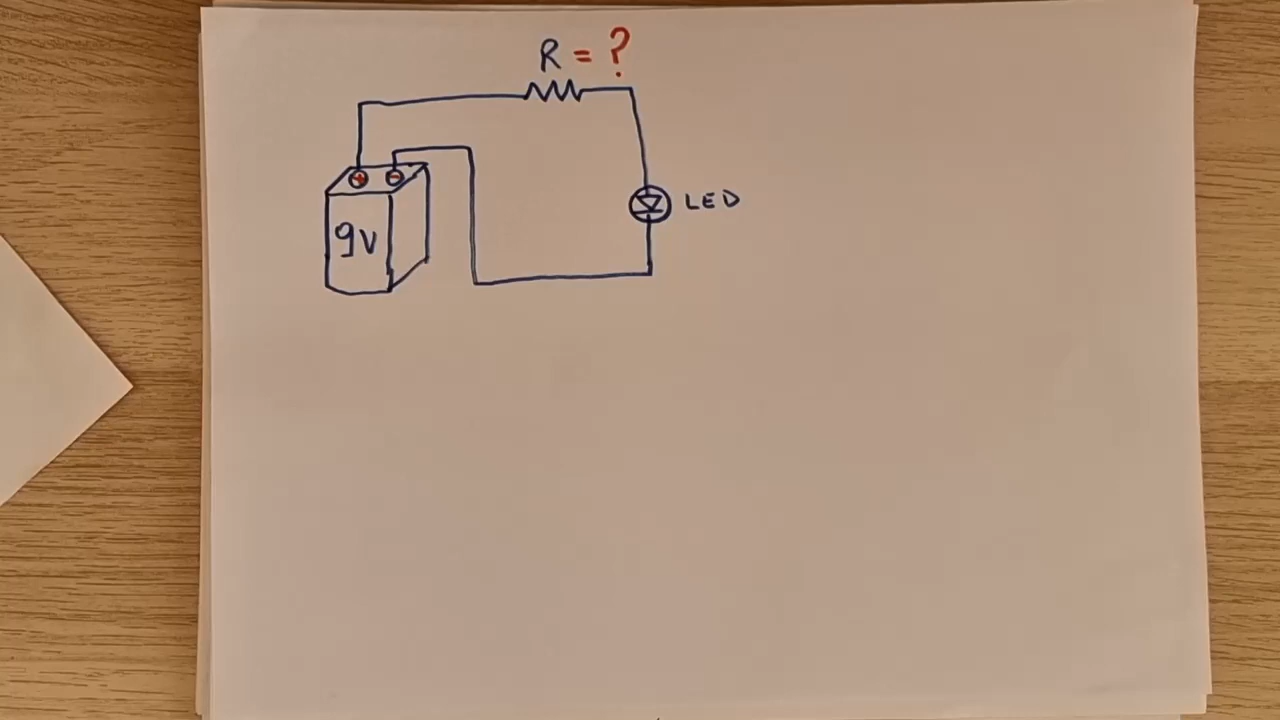 R = ?
+ -
LED
9V